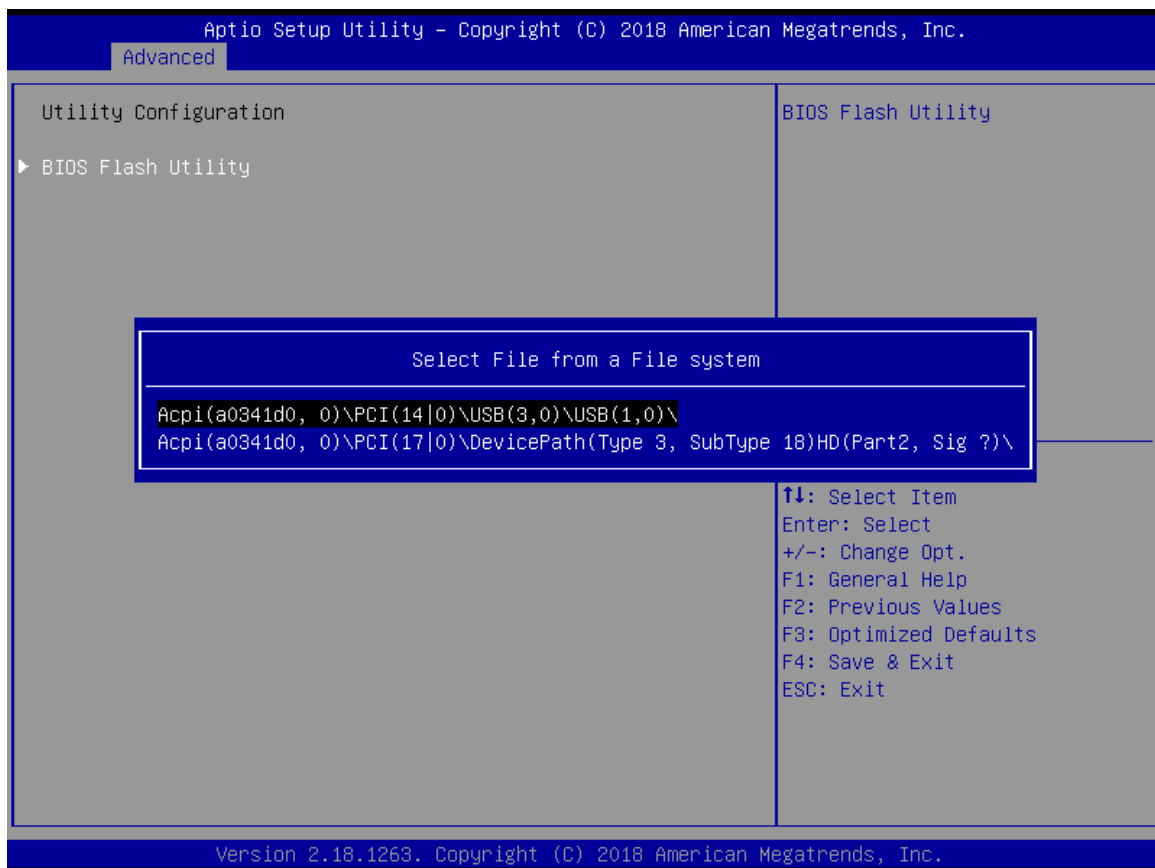 Aptio Setup Utility – Copyright (C) 2018 American Megatrends, Inc.
Advanced
Utility Configuration
▶ BIOS Flash Utility
BIOS Flash Utility
Select File from a File system
Acpi(a0341d0, 0)\PCI(14|0)\USB(3,0)\USB(1,0)\
Acpi(a0341d0, 0)\PCI(17|0)\DevicePath(Type 3, SubType 18)HD(Part2, Sig ?)\
↑↓: Select Item
Enter: Select
+/-: Change Opt.
F1: General Help
F2: Previous Values
F3: Optimized Defaults
F4: Save & Exit
ESC: Exit
Version 2.18.1263. Copyright (C) 2018 American Megatrends, Inc.